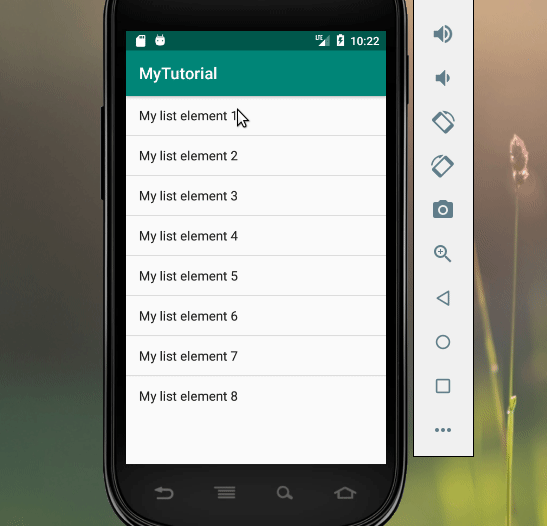 LTE 10:22
MyTutorial
My list element 1
My list element 2
My list element 3
My list element 4
My list element 5
My list element 6
My list element 7
My list element 8